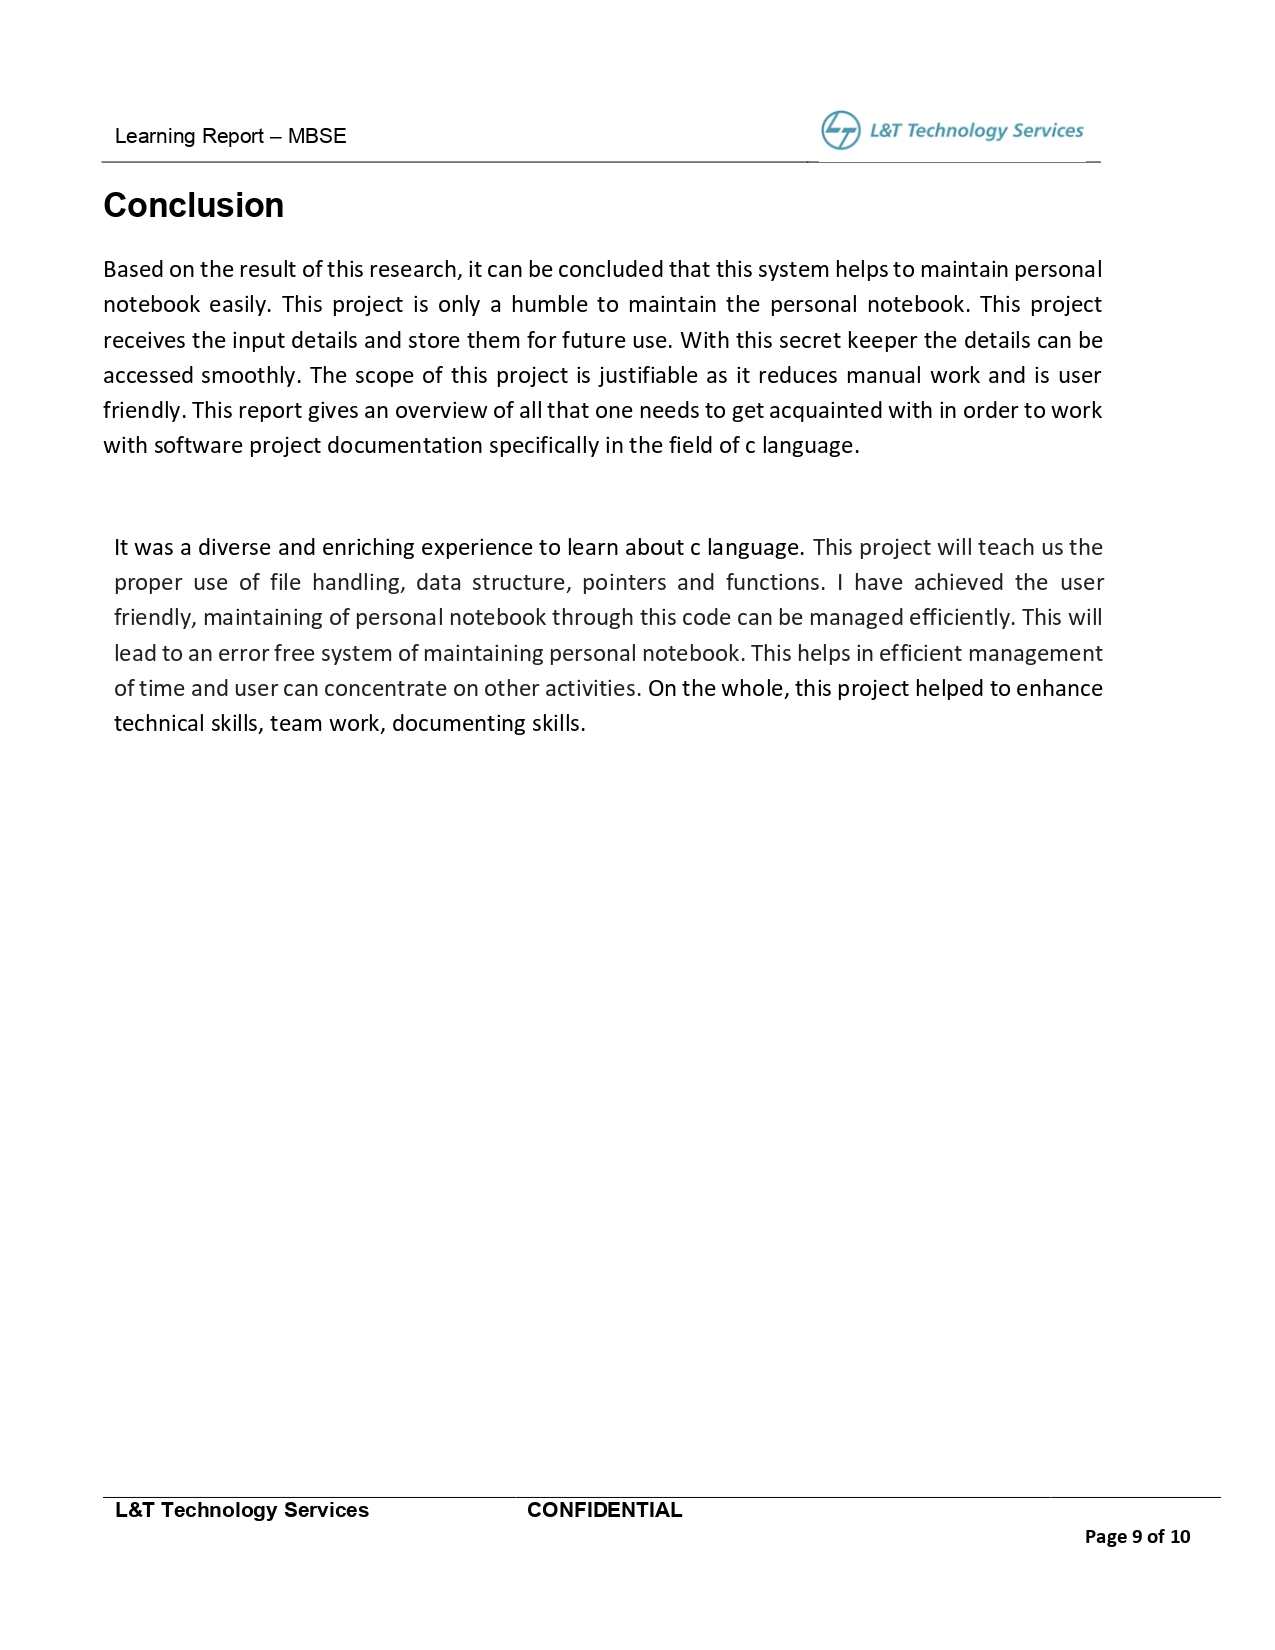 Learning Report – MBSE
L&T Technology Services
Conclusion
Based on the result of this research, it can be concluded that this system helps to maintain personal
notebook easily. This project is only a humble to maintain the personal notebook. This project
receives the input details and store them for future use. With this secret keeper the details can be
accessed smoothly. The scope of this project is justifiable as it reduces manual work and is user
friendly. This report gives an overview of all that one needs to get acquainted with in order to work
with software project documentation specifically in the field of c language.
It was a diverse and enriching experience to learn about c language. This project will teach us the
proper use of file handling, data structure, pointers and functions. I have achieved the user
friendly, maintaining of personal notebook through this code can be managed efficiently. This will
lead to an error free system of maintaining personal notebook. This helps in efficient management
of time and user can concentrate on other activities. On the whole, this project helped to enhance
technical skills, team work, documenting skills.
L&T Technology Services CONFIDENTIAL
Page 9 of 10